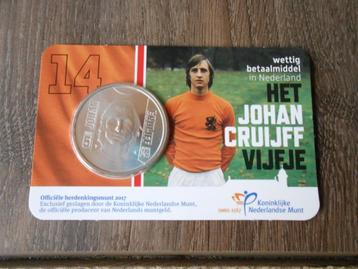 14
wettig
betaalmiddel
in Nederland
HET
JOHAN
CRUIJFF
VIJFJE
Officiële herdenkingsmunt 2017
Exclusief geslagen door de Koninklijke Nederlandse Munt,
de officiële producent van Nederlands muntgeld.
Koninklijke
Nederlandse Munt